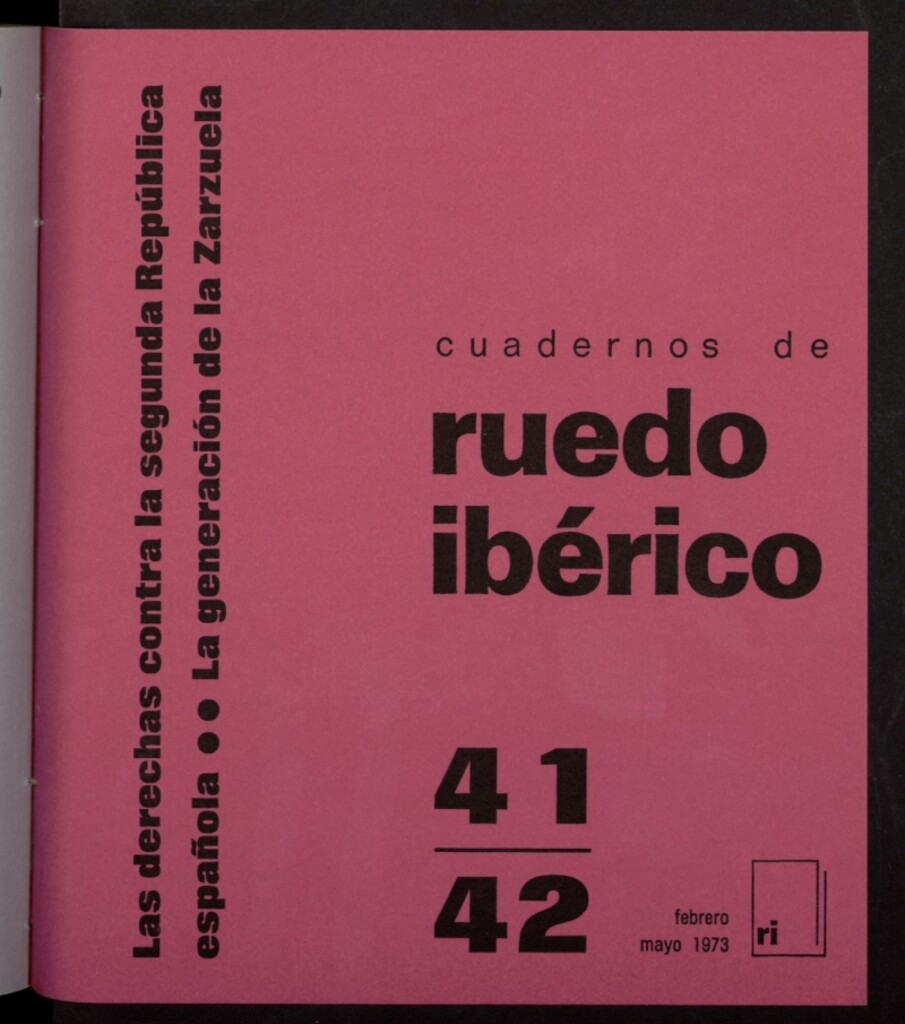 Las derechas contra la segunda República
española ●● La generación de la Zarzuela
cuadernos de
ruedo
ibérico
41
42
febrero
mayo 1973
ri